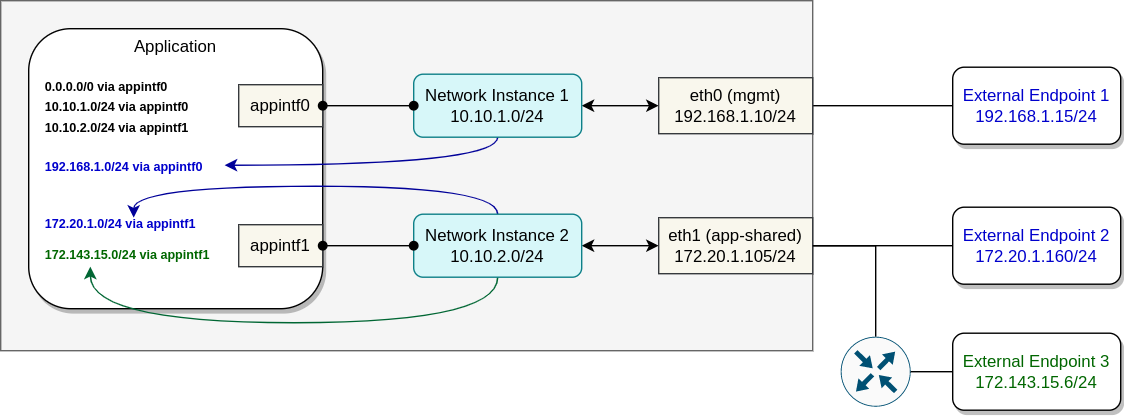 Application
0.0.0.0/0 via appintf0
10.10.1.0/24 via appintf0
10.10.2.0/24 via appintf1
192.168.1.0/24 via appintf0
172.20.1.0/24 via appintf1
172.143.15.0/24 via appintf1
appintf0
appintf1
Network Instance 1
10.10.1.0/24
Network Instance 2
10.10.2.0/24
eth0 (mgmt)
192.168.1.10/24
eth1 (app-shared)
172.20.1.105/24
External Endpoint 1
192.168.1.15/24
External Endpoint 2
172.20.1.160/24
External Endpoint 3
172.143.15.6/24